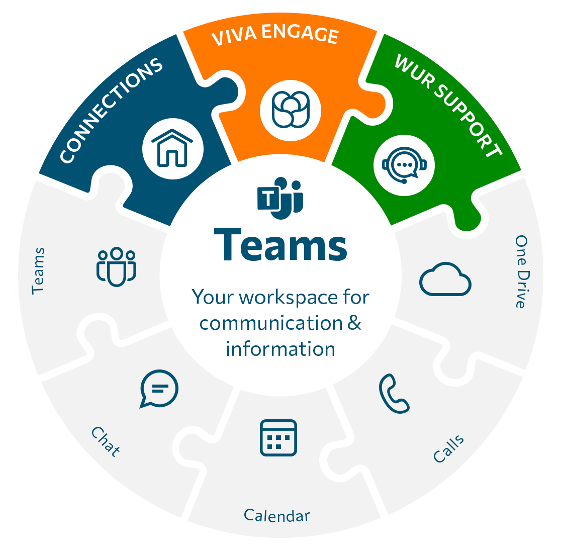 CONNECTIONS
VIVA ENGAGE
WUR SUPPORT
T
Teams
Your workspace for
communication &
information
Teams
One Drive
Chat
Calls
Calendar